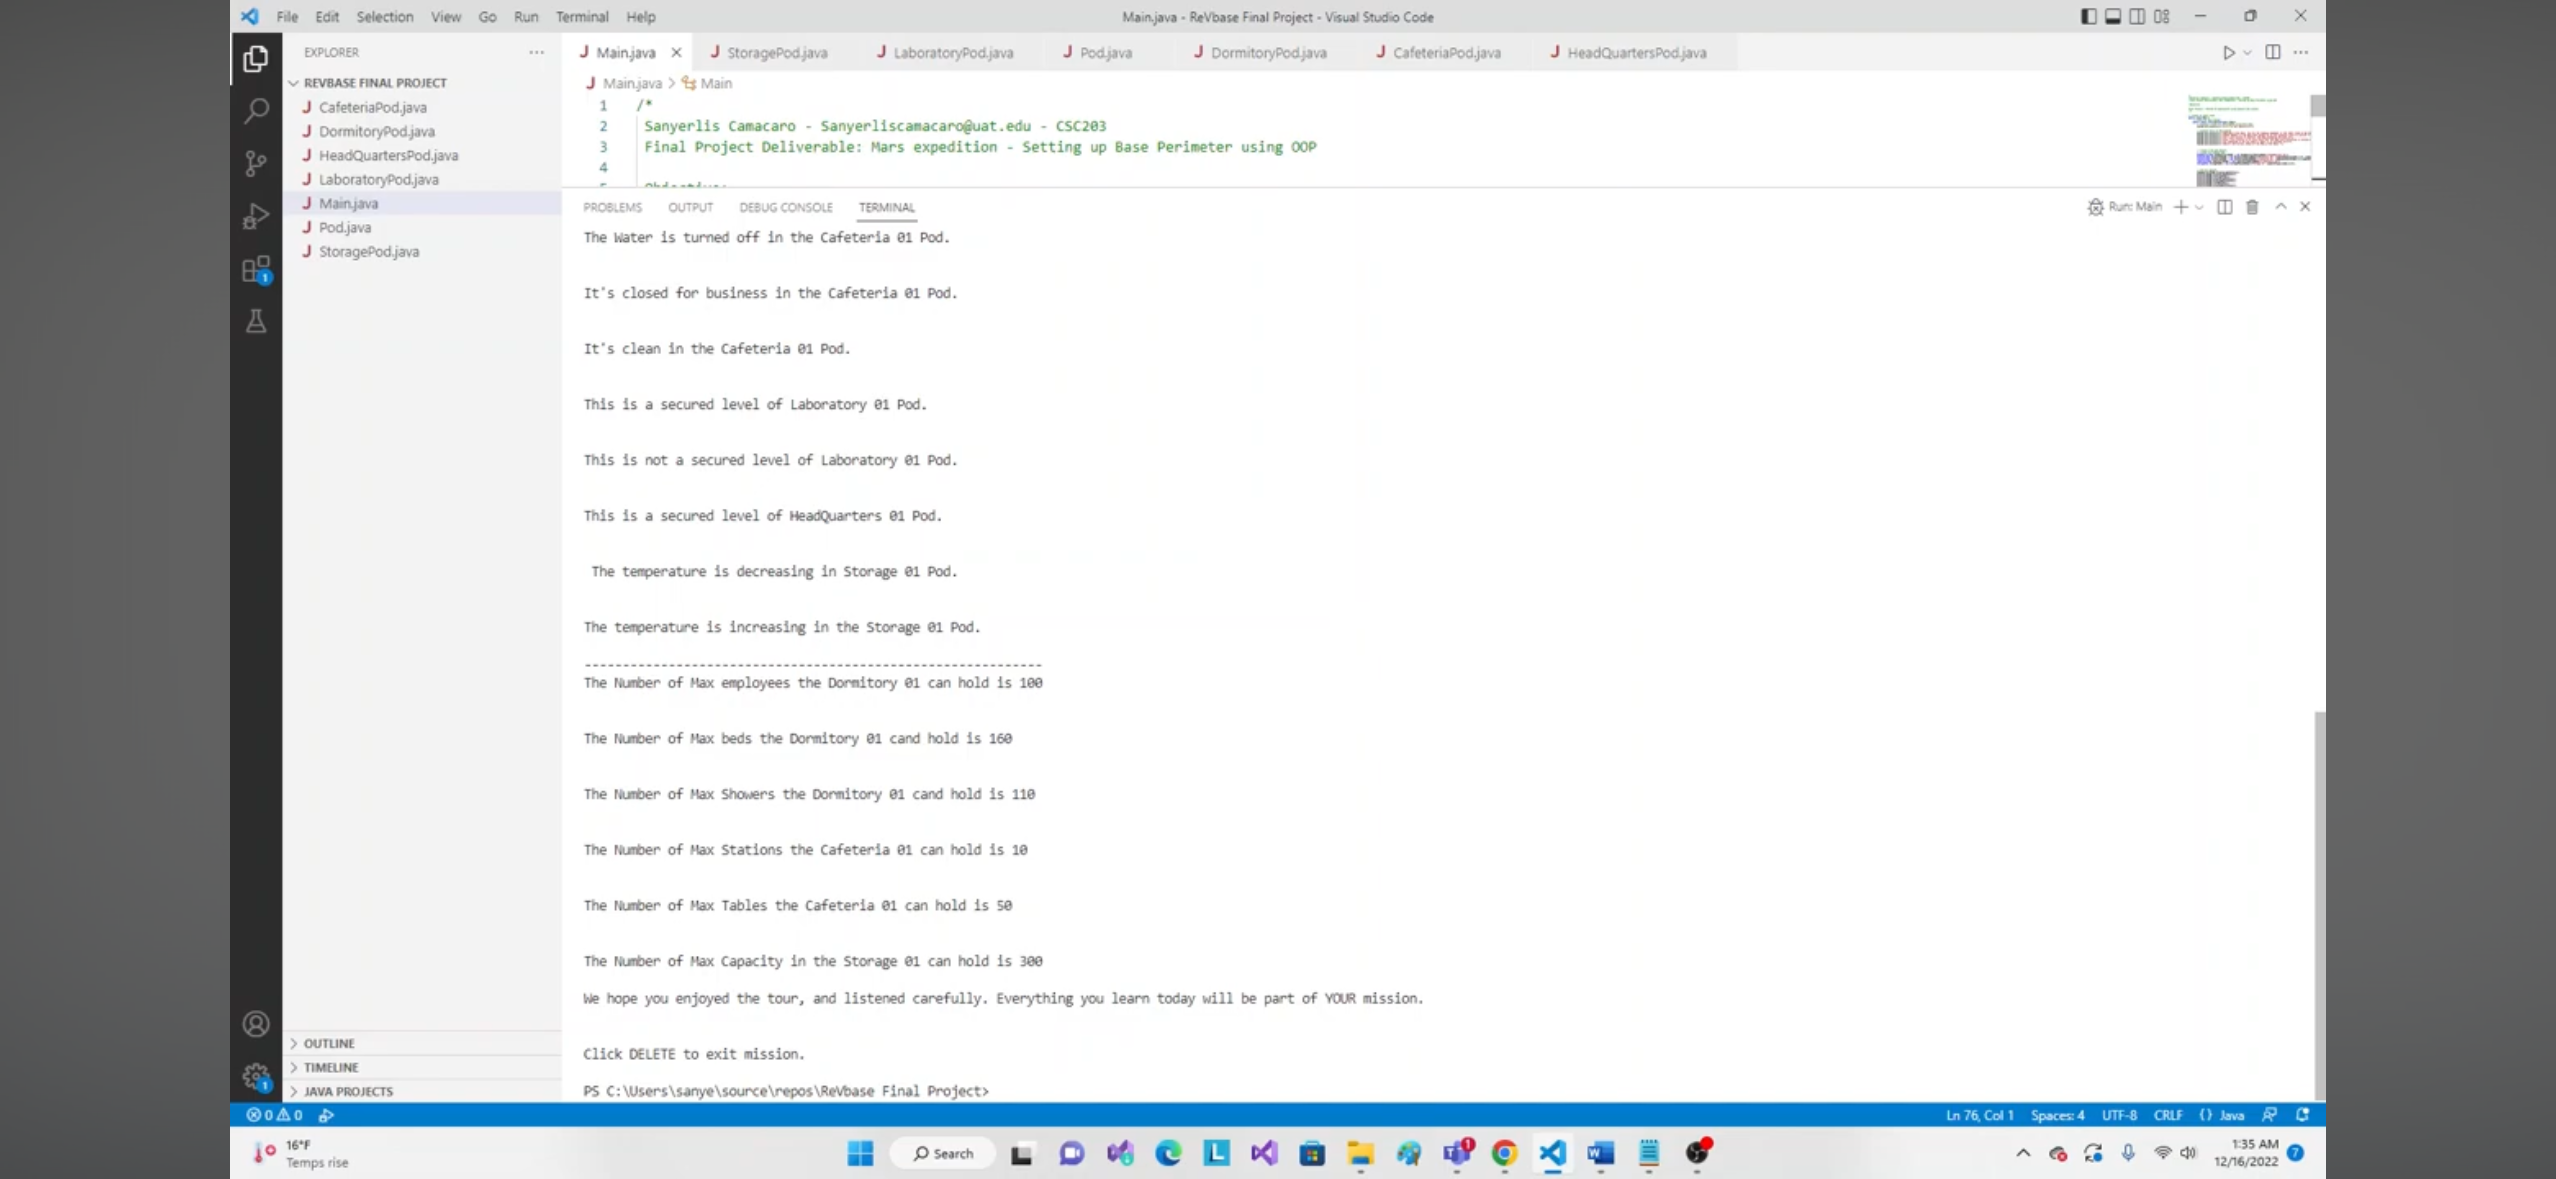 File Edit Selection View Go Run Terminal Help
Main.java - ReVbase Final Project - Visual Studio Code
EXPLORER
REVBASE FINAL PROJECT
CafeteriaPod.java
DormitoryPod.java
HeadQuartersPod.java
LaboratoryPod.java
Main.java
Pod.java
StoragePod.java
OUTLINE
TIMELINE
JAVA PROJECTS
Main.java StoragePod.java LaboratoryPod.java Pod.java DormitoryPod.java CafeteriaPod.java HeadQuartersPod.java
Main.java > Main
1 /*
2 Sanyerlis Camacaro - Sanyerliscamacaro@uat.edu - CSC203
3 Final Project Deliverable: Mars expedition - Setting up Base Perimeter using OOP
4
PROBLEMS OUTPUT DEBUG CONSOLE TERMINAL
Run: Main
The Water is turned off in the Cafeteria 01 Pod.
It's closed for business in the Cafeteria 01 Pod.
It's clean in the Cafeteria 01 Pod.
This is a secured level of Laboratory 01 Pod.
This is not a secured level of Laboratory 01 Pod.
This is a secured level of HeadQuarters 01 Pod.
The temperature is decreasing in Storage 01 Pod.
The temperature is increasing in the Storage 01 Pod.
------------------------------------------------------------
The Number of Max employees the Dormitory 01 can hold is 100
The Number of Max beds the Dormitory 01 cand hold is 160
The Number of Max Showers the Dormitory 01 cand hold is 110
The Number of Max Stations the Cafeteria 01 can hold is 10
The Number of Max Tables the Cafeteria 01 can hold is 50
The Number of Max Capacity in the Storage 01 can hold is 300
We hope you enjoyed the tour, and listened carefully. Everything you learn today will be part of YOUR mission.
Click DELETE to exit mission.
PS C:\Users\sanye\source\repos\ReVbase Final Project>
0 0
Ln 76, Col 1 Spaces: 4 UTF-8 CRLF {} Java
16°F
Temps rise
Search
1:35 AM
12/16/2022
7